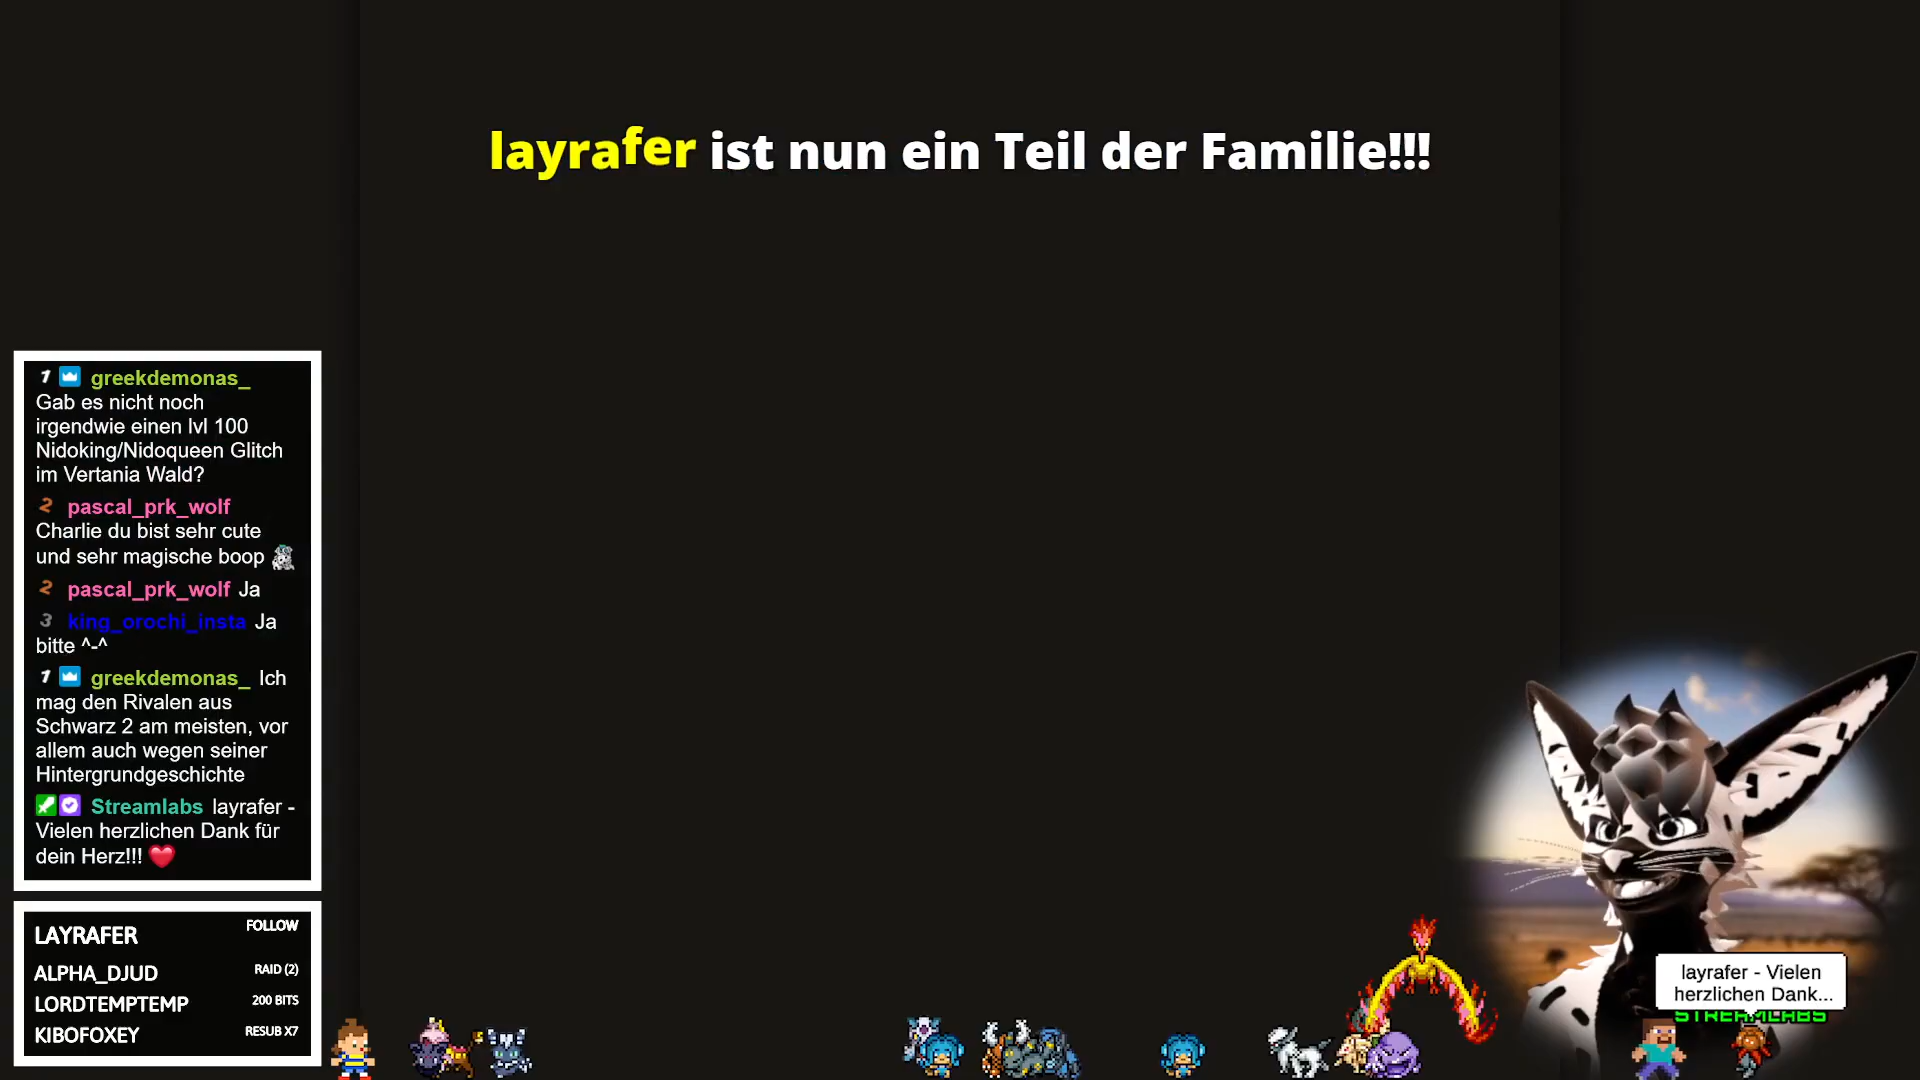 layrafer ist nun ein Teil der Familie!!!
1 greekdemonas_
Gab es nicht noch
irgendwie einen lvl 100
Nidoking/Nidoqueen Glitch
im Vertania Wald?
2 pascal_prk_wolf
Charlie du bist sehr cute
und sehr magische boop
2 pascal_prk_wolf Ja
3 king_orochi_insta Ja
bitte ^-^
1 greekdemonas_ Ich
mag den Rivalen aus
Schwarz 2 am meisten, vor
allem auch wegen seiner
Hintergrundgeschichte
Streamlabs layrafer -
Vielen herzlichen Dank für
dein Herz!!! ❤️
LAYRAFER FOLLOW
ALPHA_DJUD RAID (2)
LORDTEMPTEMP 200 BITS
KIBOFOXEY RESUB X7
layrafer - Vielen
herzlichen Dank...
STREAMLABS